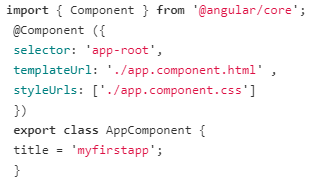 import { Component } from '@angular/core';
@Component ({
selector: 'app-root',
templateUrl: './app.component.html' ,
styleUrls: ['./app.component.css']
})
export class AppComponent {
title = 'myfirstapp';
}